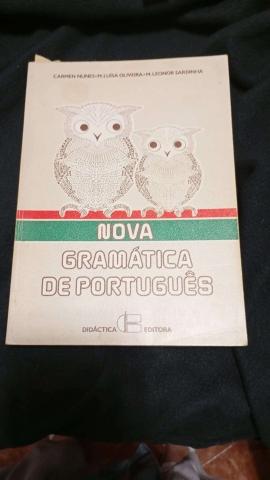 CARMEN NUNES • M. LUÍSA OLIVEIRA • M. LEONOR SARDINHA
NOVA
GRAMÁTICA
DE PORTUGUÊS
DIDÁCTICA EDITORA